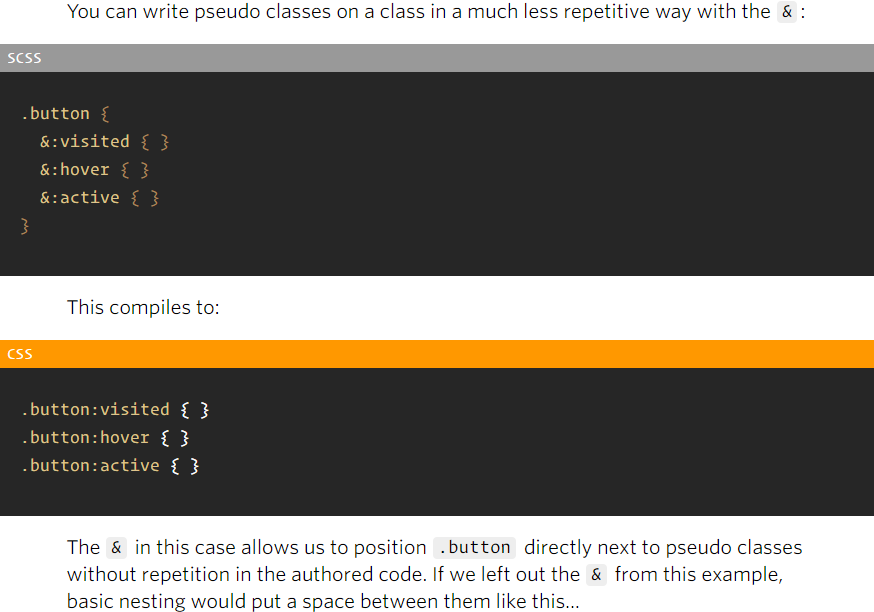 You can write pseudo classes on a class in a much less repetitive way with the & :
SCSS
.button {
&:visited { }
&:hover { }
&:active { }
}
This compiles to:
CSS
.button:visited { }
.button:hover { }
.button:active { }
The & in this case allows us to position .button directly next to pseudo classes
without repetition in the authored code. If we left out the & from this example,
basic nesting would put a space between them like this...